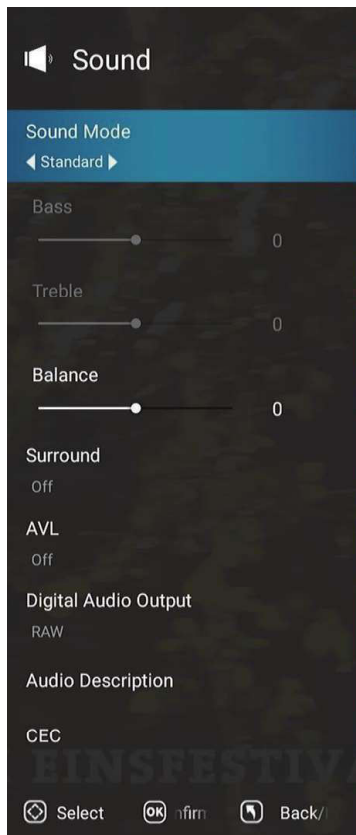 Sound
Sound Mode
Standard
Bass
0
Treble
0
Balance
0
Surround
Off
AVL
Off
Digital Audio Output
RAW
Audio Description
CEC
EINSFESTIVA
Select OK nfirn Back/